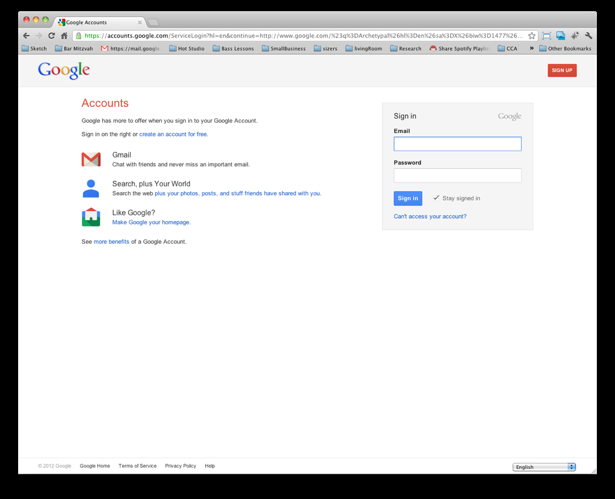 Google Accounts
https://accounts.google.com/ServiceLogin?hl=en&continue=http://www.google.com/%23q%3DArchetypal%26hl%3Den%26sa%3DX%26biw%3D1477%26...
Sketch Bar Mitzvah https://mail.google Hot Studio Bass Lessons SmallBusiness sizers livingRoom Research Share Spotify Playlis CCA » Other Bookmarks
Google SIGN UP
Accounts
Google has more to offer when you sign in to your Google Account.
Sign in on the right or create an account for free.
Gmail
Chat with friends and never miss an important email.
Search, plus Your World
Search the web plus your photos, posts, and stuff friends have shared with you.
Like Google?
Make Google your homepage.
See more benefits of a Google Account.
Sign in Google
Email
Password
Sign in Stay signed in
Can't access your account?
© 2012 Google Google Home Terms of Service Privacy Policy Help English